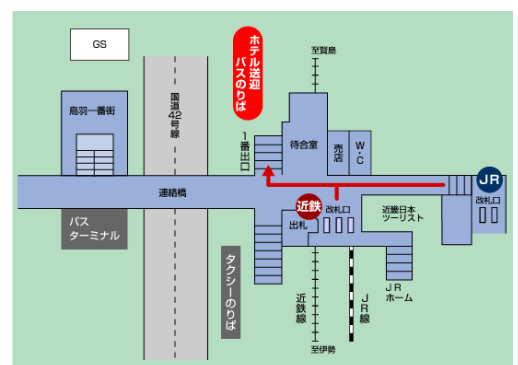 GS
ホテル送迎
バスのりば
至賢島
鳥羽一番街
国道42号線
1番出口
待合室
売店
W・C
JR
連絡橋
近鉄
改札口
近畿日本
ツーリスト
改札口
出札
バス
ターミナル
タクシーのりば
近鉄線
JR線
JR
ホーム
至伊勢